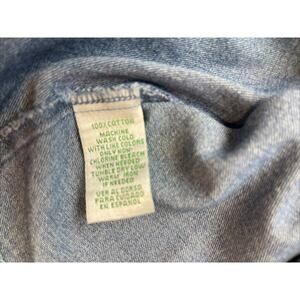 100% COTTON
MACHINE
WASH COLD
WITH LIKE COLORS
ONLY NON-
CHLORINE BLEACH
WHEN NEEDED
TUMBLE DRY LOW
WARM IRON
IF NEEDED
VER AL DORSO
PARA CUIDADO
EN ESPAÑOL